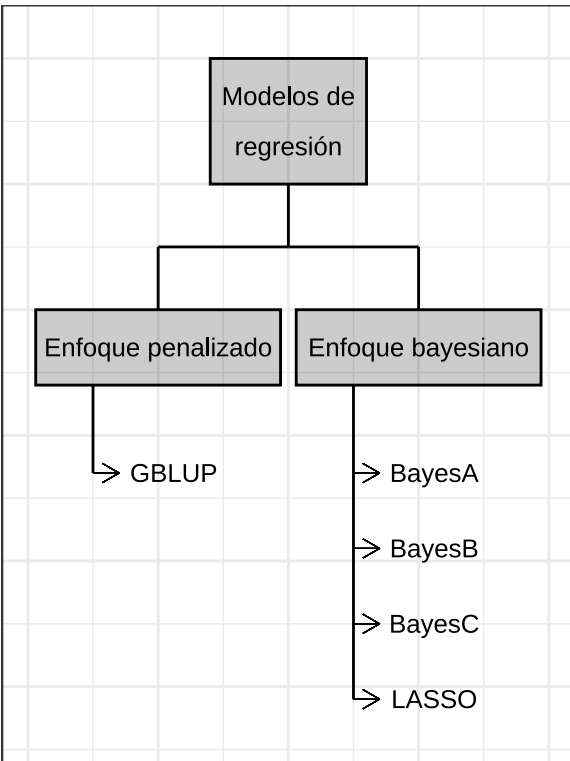 Modelos de
regresión
Enfoque penalizado
Enfoque bayesiano
GBLUP
BayesA
BayesB
BayesC
LASSO